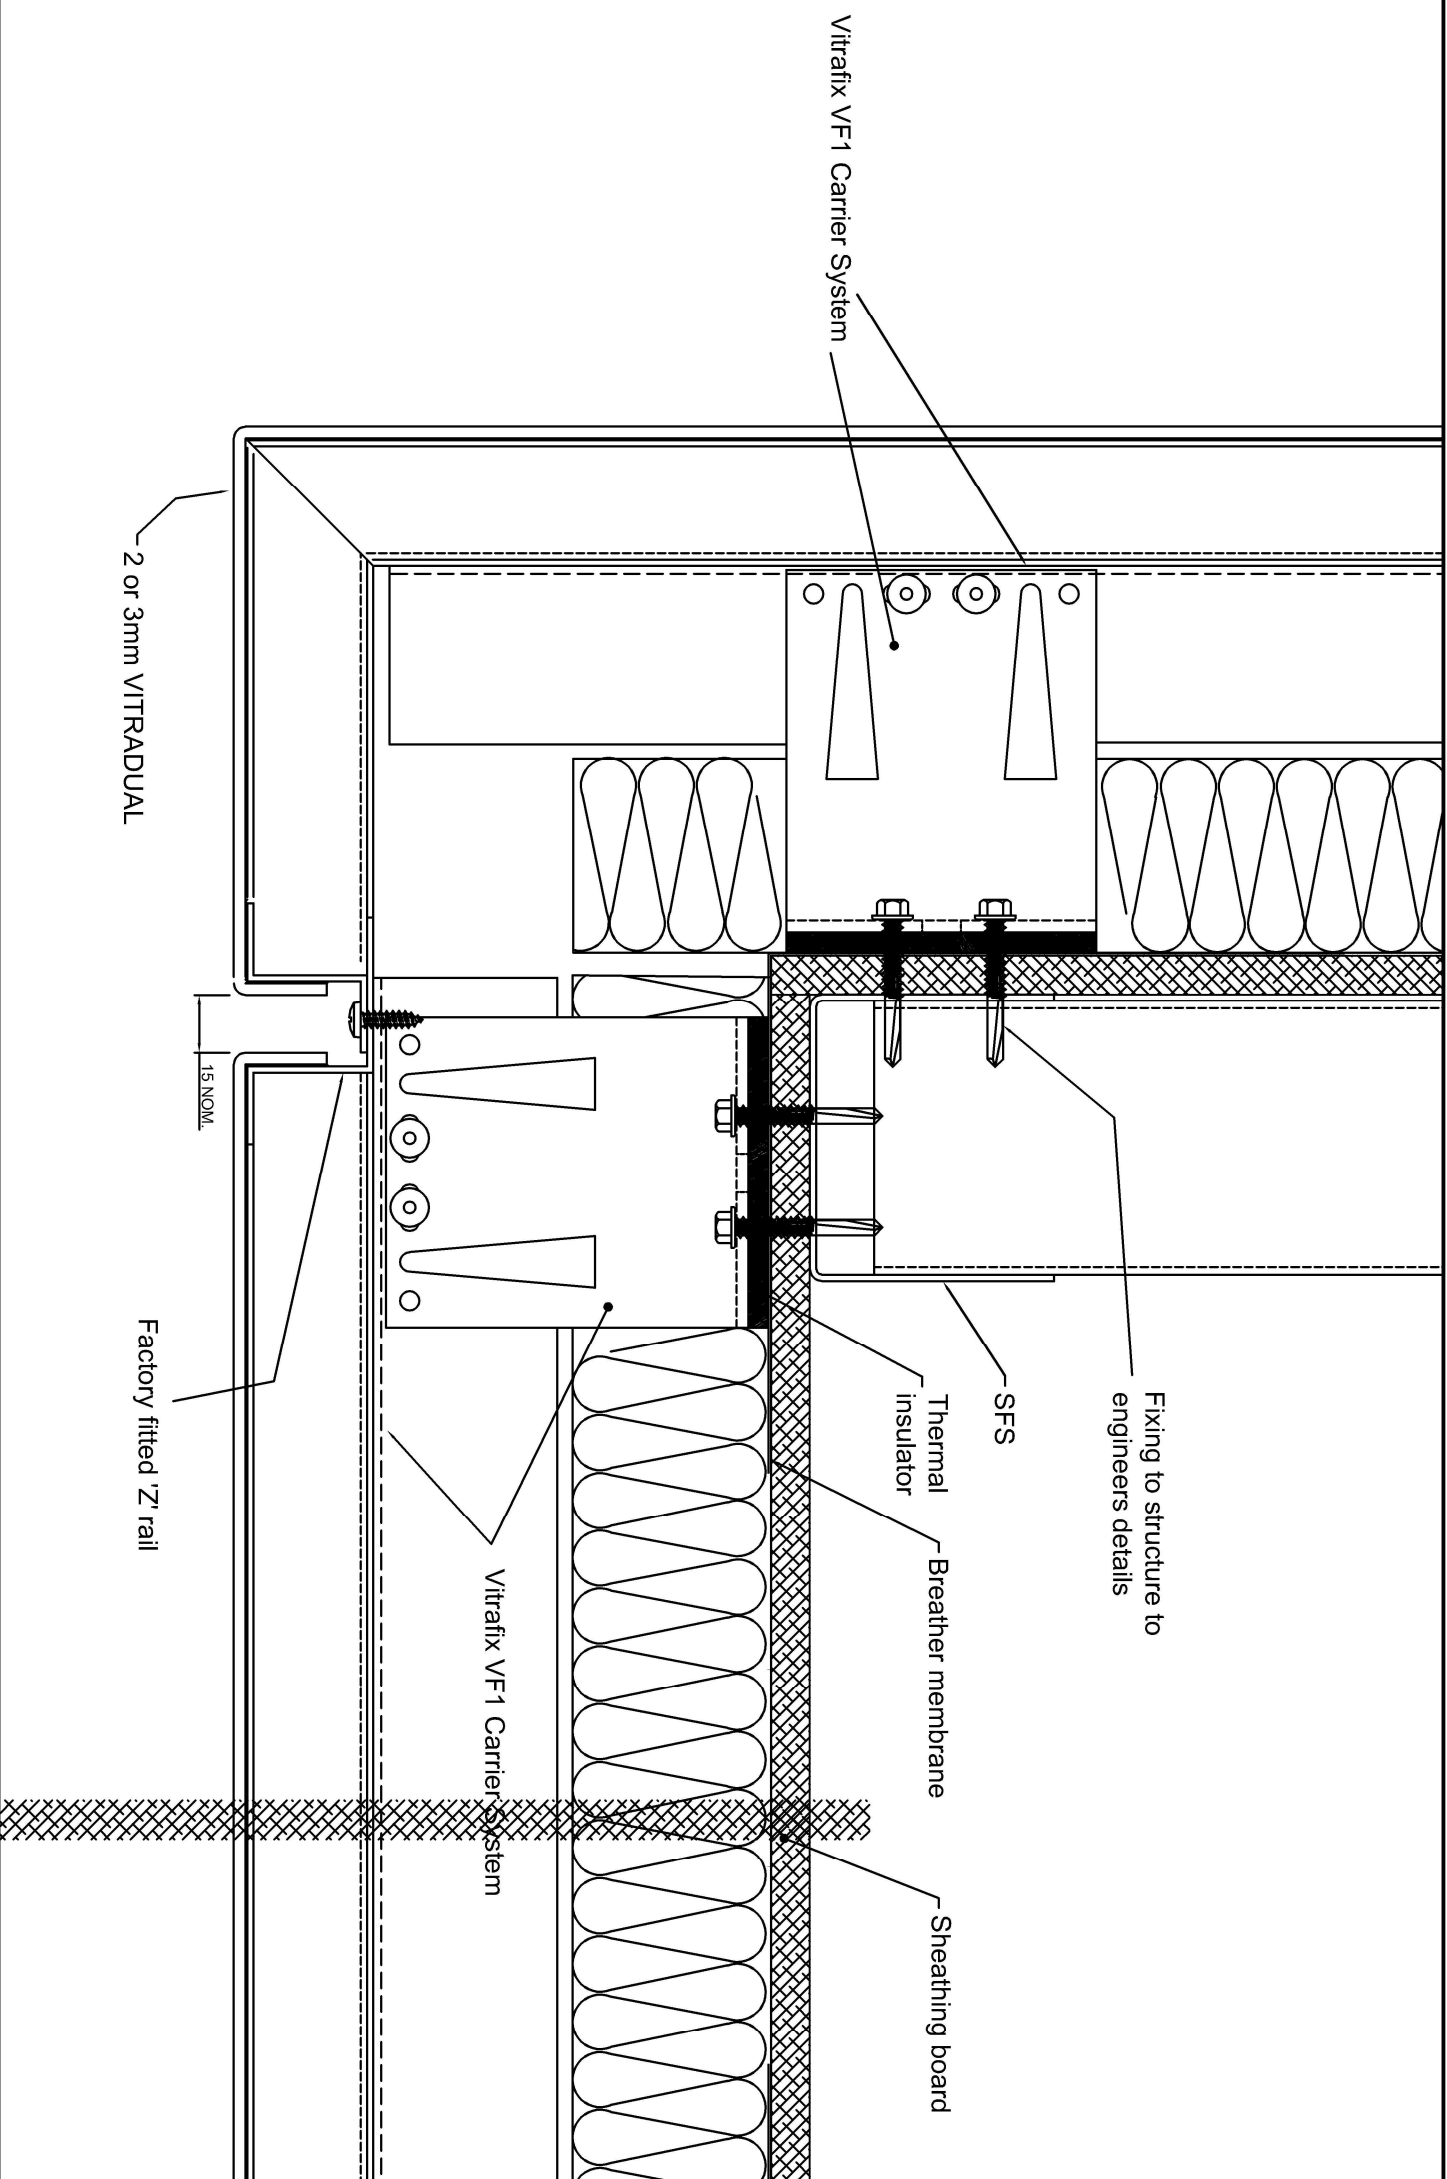 Vitrafix VF1 Carrier System
Fixing to structure to
engineers details
SFS
Thermal
insulator
Breather membrane
Sheathing board
Vitrafix VF1 Carrier System
15 NOM.
2 or 3mm VITRADUAL
Factory fitted 'Z' rail